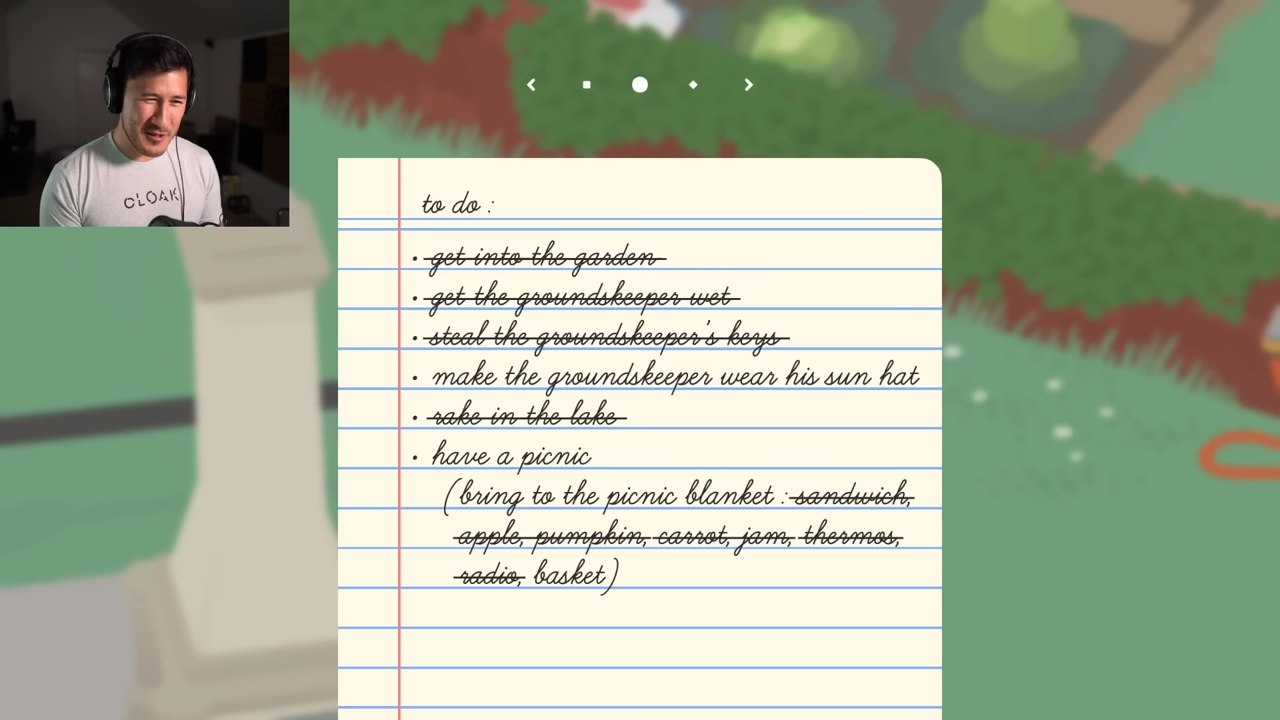 CLOAK
to do :
• get into the garden
• get the groundskeeper wet
• steal the groundskeeper's keys
• make the groundskeeper wear his sun hat
• rake in the lake
• have a picnic
(bring to the picnic blanket : sandwich,
apple, pumpkin, carrot, jam, thermos,
radio, basket)